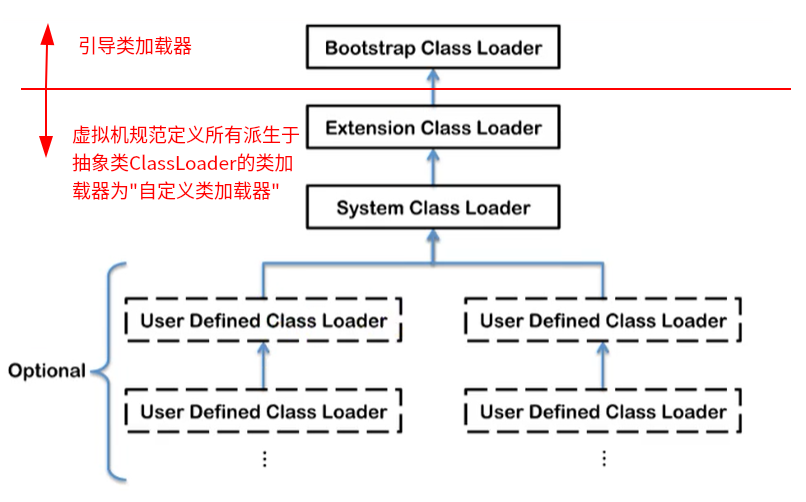 引导类加载器
Bootstrap Class Loader
Extension Class Loader
虚拟机规范定义所有派生于
抽象类ClassLoader的类加
载器为"自定义类加载器"
System Class Loader
User Defined Class Loader
User Defined Class Loader
Optional
User Defined Class Loader
User Defined Class Loader